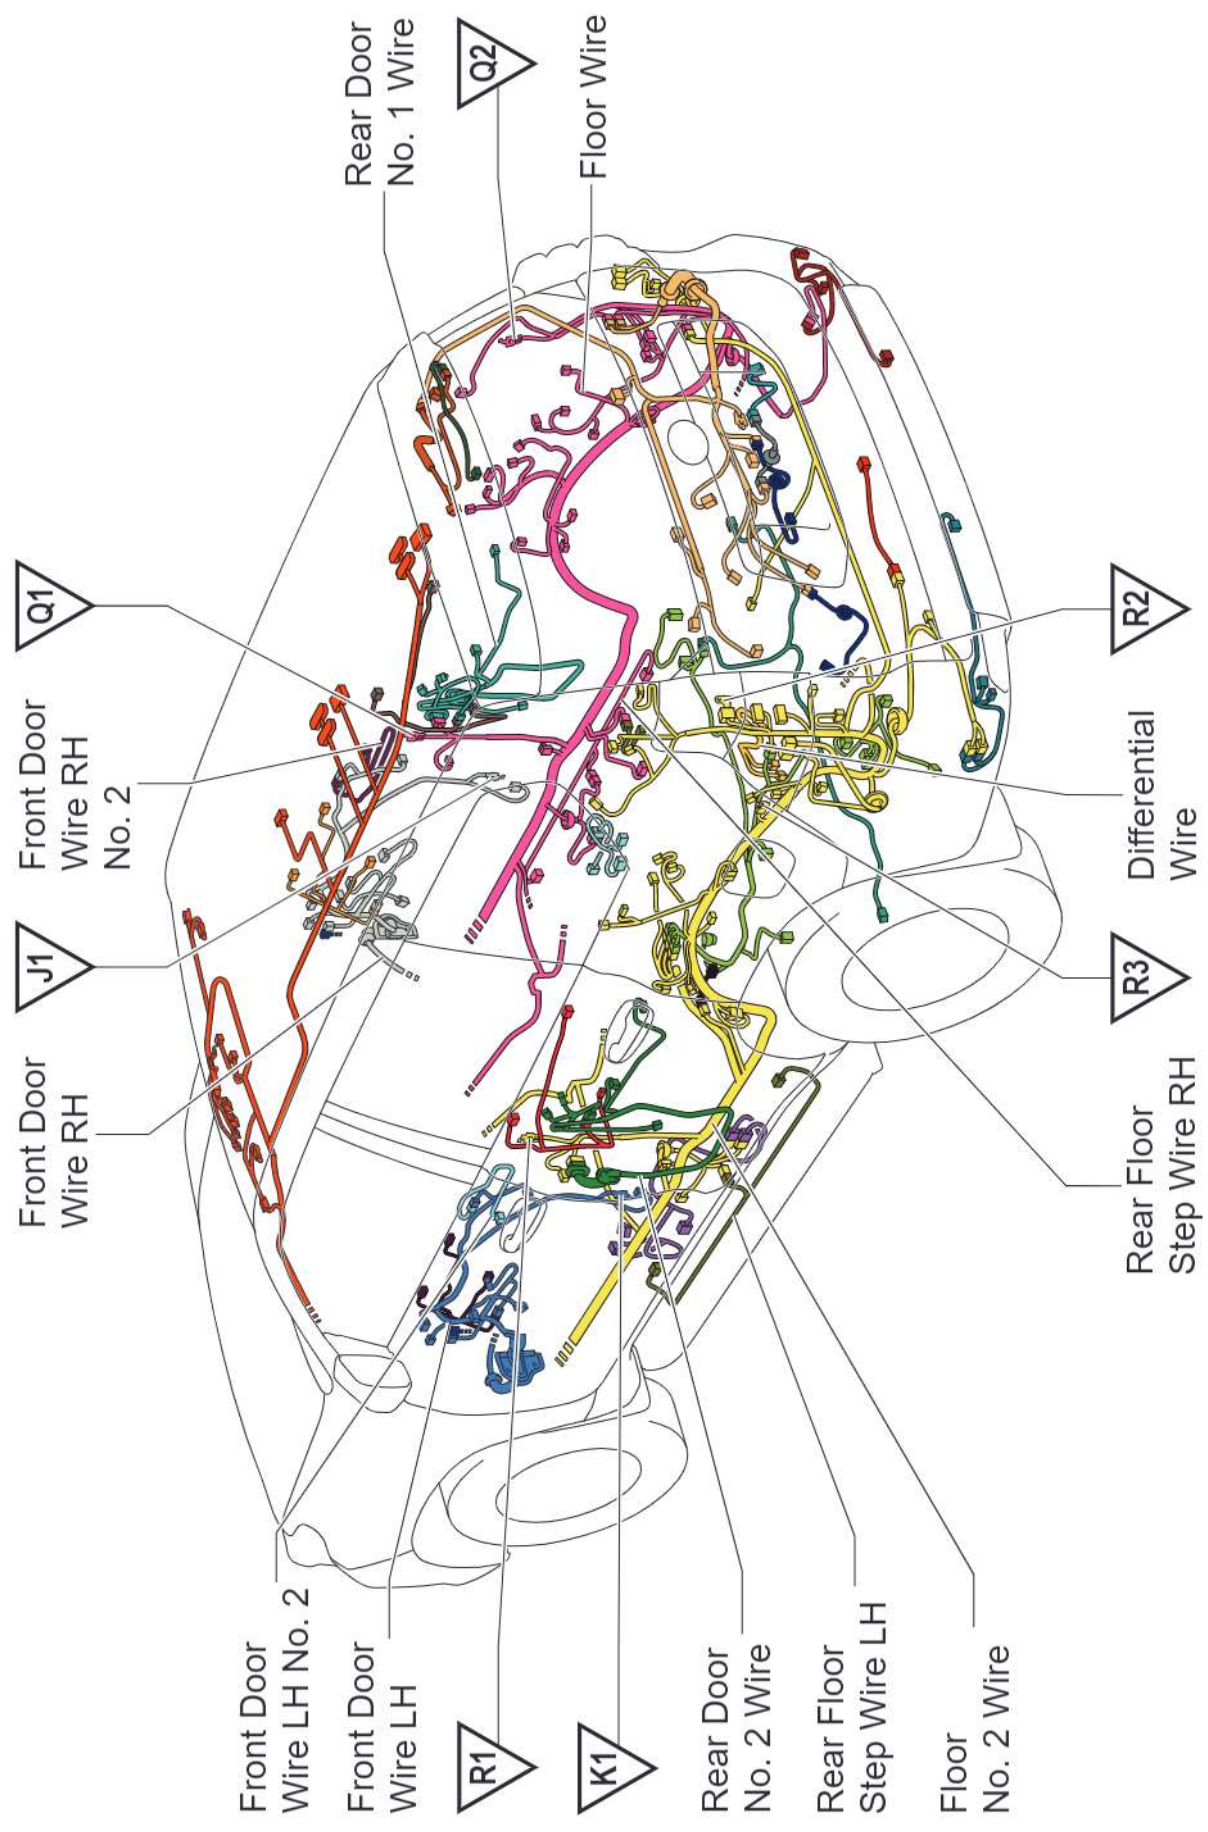 Front Door
Wire RH
J1
Front Door
Wire RH
No. 2
Q1
Front Door
Wire LH No. 2
Front Door
Wire LH
R1
K1
Rear Door
No. 2 Wire
Rear Floor
Step Wire LH
Floor
No. 2 Wire
Rear Door
No. 1 Wire
Q2
Floor Wire
Rear Floor
Step Wire RH
R3
Differential
Wire
R2